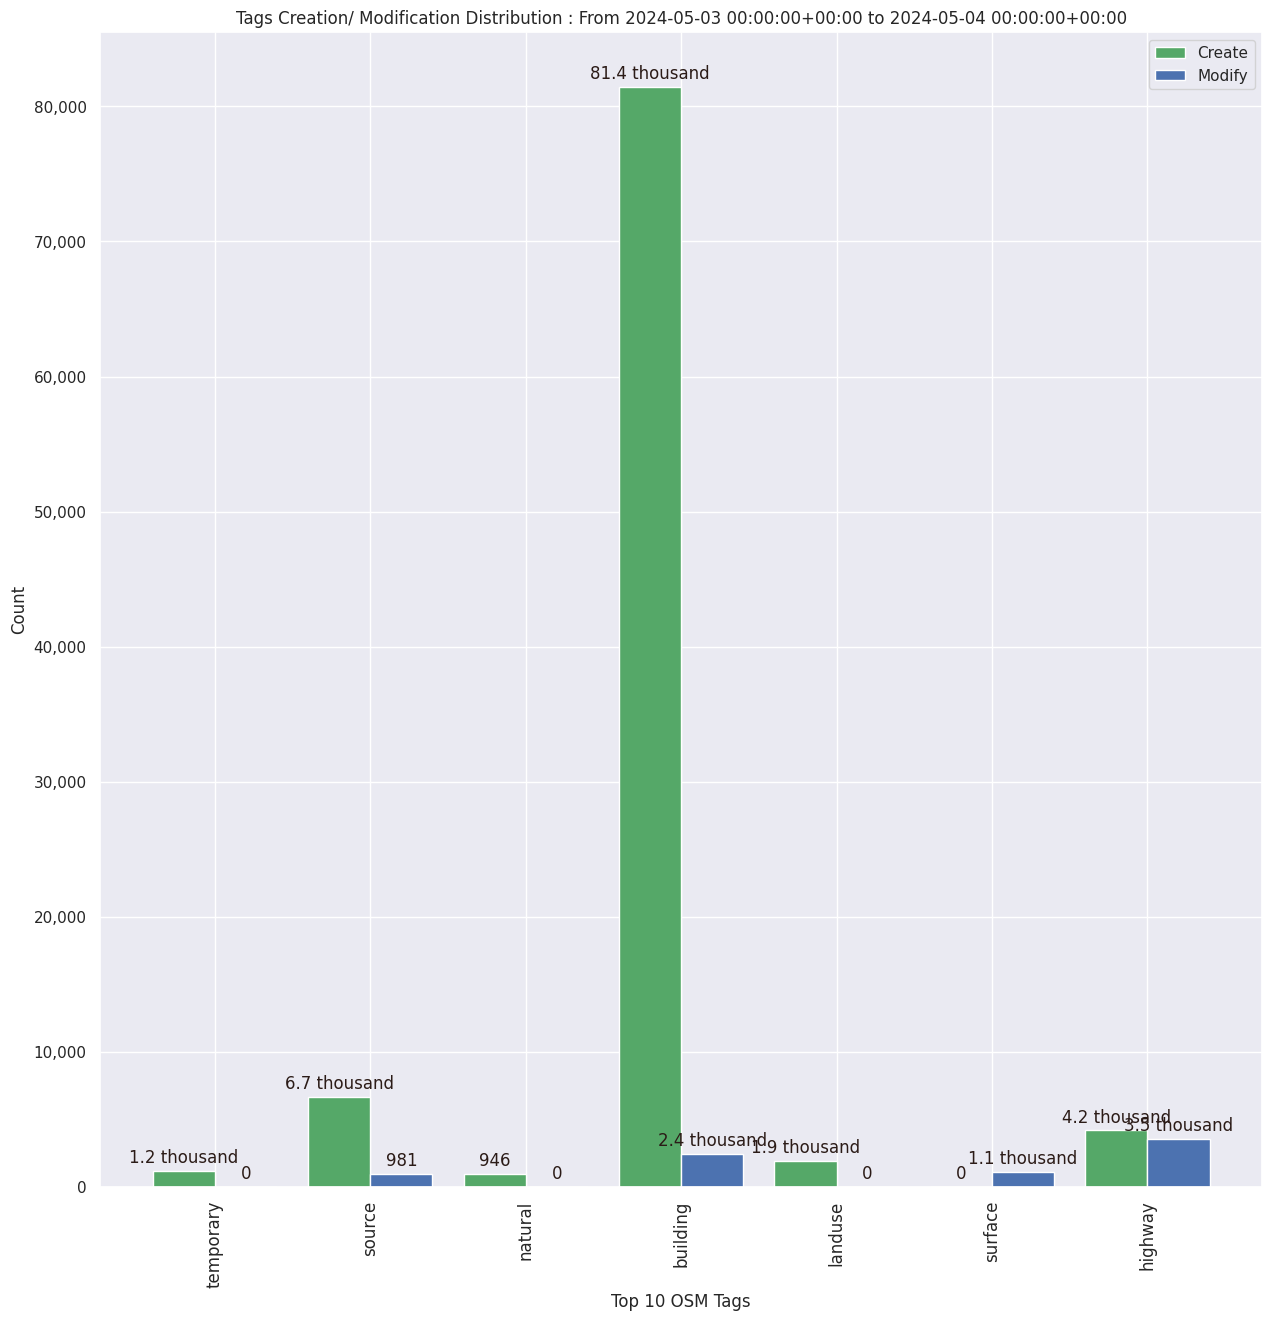 Tags Creation/ Modification Distribution : From 2024-05-03 00:00:00+00:00 to 2024-05-04 00:00:00+00:00
Create
Modify
81.4 thousand
80,000
70,000
60,000
50,000
40,000
30,000
20,000
10,000
0
Count
1.2 thousand
0
6.7 thousand
981
946
0
2.4 thousand
1.9 thousand
0
0
1.1 thousand
4.2 thousand
3.5 thousand
temporary
source
natural
building
landuse
surface
highway
Top 10 OSM Tags